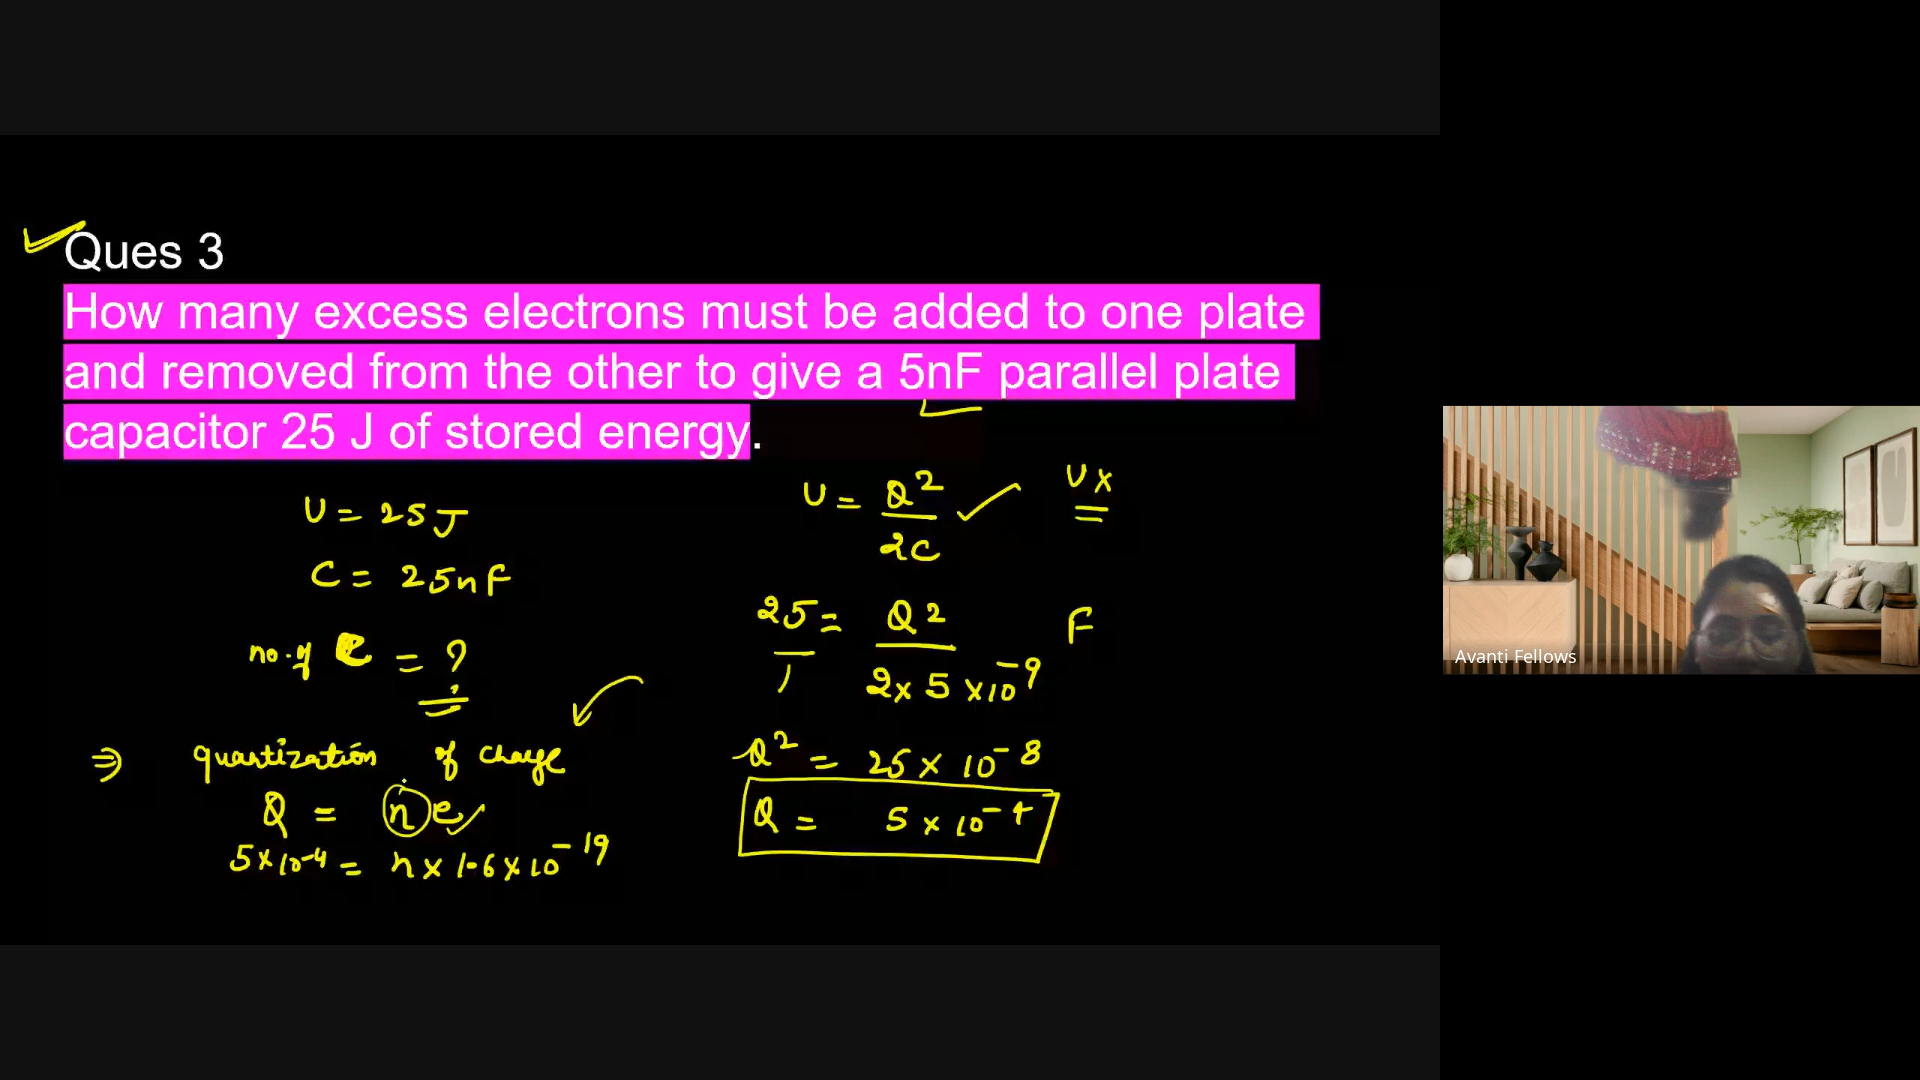 Ques 3
How many excess electrons must be added to one plate
and removed from the other to give a 5nF parallel plate
capacitor 25 J of stored energy.
U = 25 J
C = 25nF
no. of e = ?
⇒ quantization of charge
Q = ne
5×10⁻⁴ = n × 1.6 × 10⁻¹⁹
U = Q²/2C
V×
25/1 = Q²/2×5×10⁻⁹ F
Q² = 25 × 10⁻⁸
Q = 5 × 10⁻⁴
Avanti Fellows